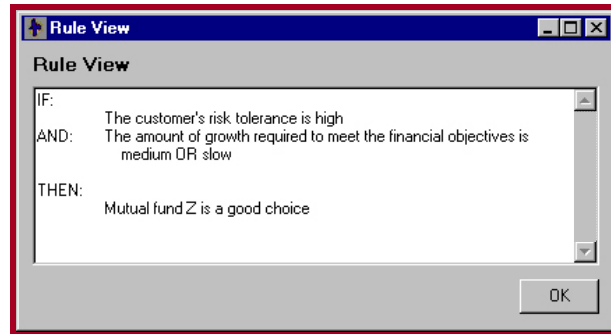 Rule View
Rule View
IF:
The customer's risk tolerance is high
AND: The amount of growth required to meet the financial objectives is
medium OR slow
THEN:
Mutual fund Z is a good choice
OK